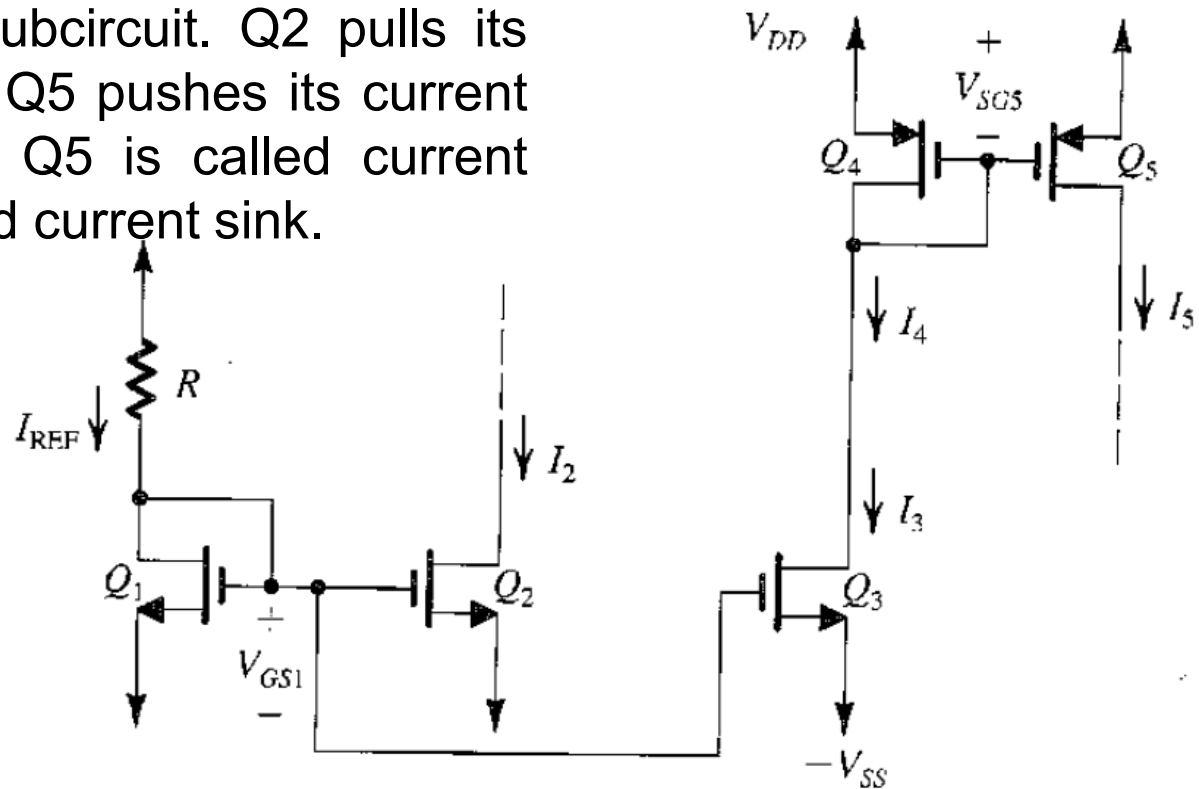 ubcircuit. Q2 pulls its
Q5 pushes its current
Q5 is called current
d current sink.
V_DD
+
V_SG5
−
Q_4
Q_5
I_4
I_5
R
I_REF
I_2
I_3
Q_1
Q_2
Q_3
+
V_GS1
−
−V_SS